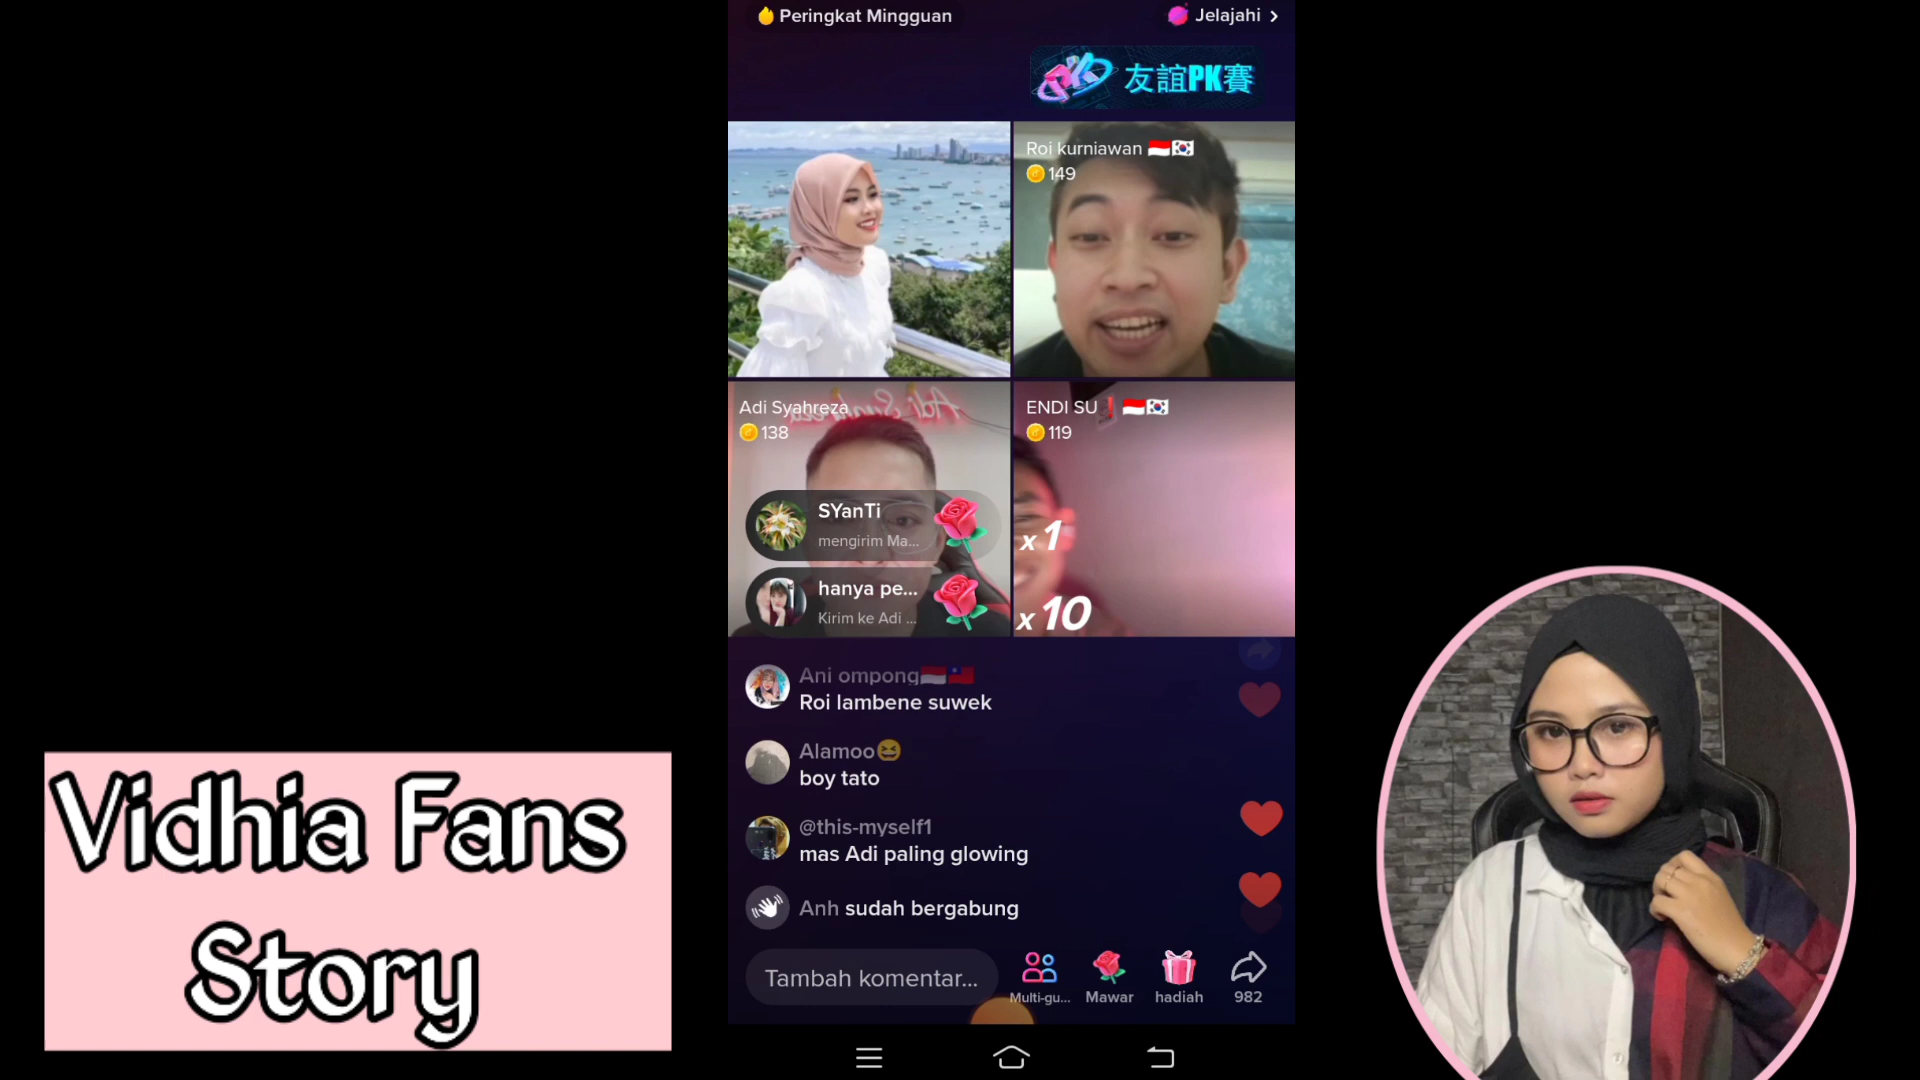 Peringkat Mingguan
Jelajahi
友誼PK賽
Roi kurniawan 🇮🇩🇰🇷
149
Adi Syahreza
138
ENDI SU 🇮🇩🇰🇷
119
SYanTi
mengirim Ma...
x 1
hanya pe...
Kirim ke Adi ...
x 10
Ani ompong🇮🇩🇹🇼
Roi lambene suwek
Alamoo😆
boy tato
@this-myself1
mas Adi paling glowing
Anh sudah bergabung
Tambah komentar...
Multi-gu...
Mawar
hadiah
982
Vidhia Fans
Story